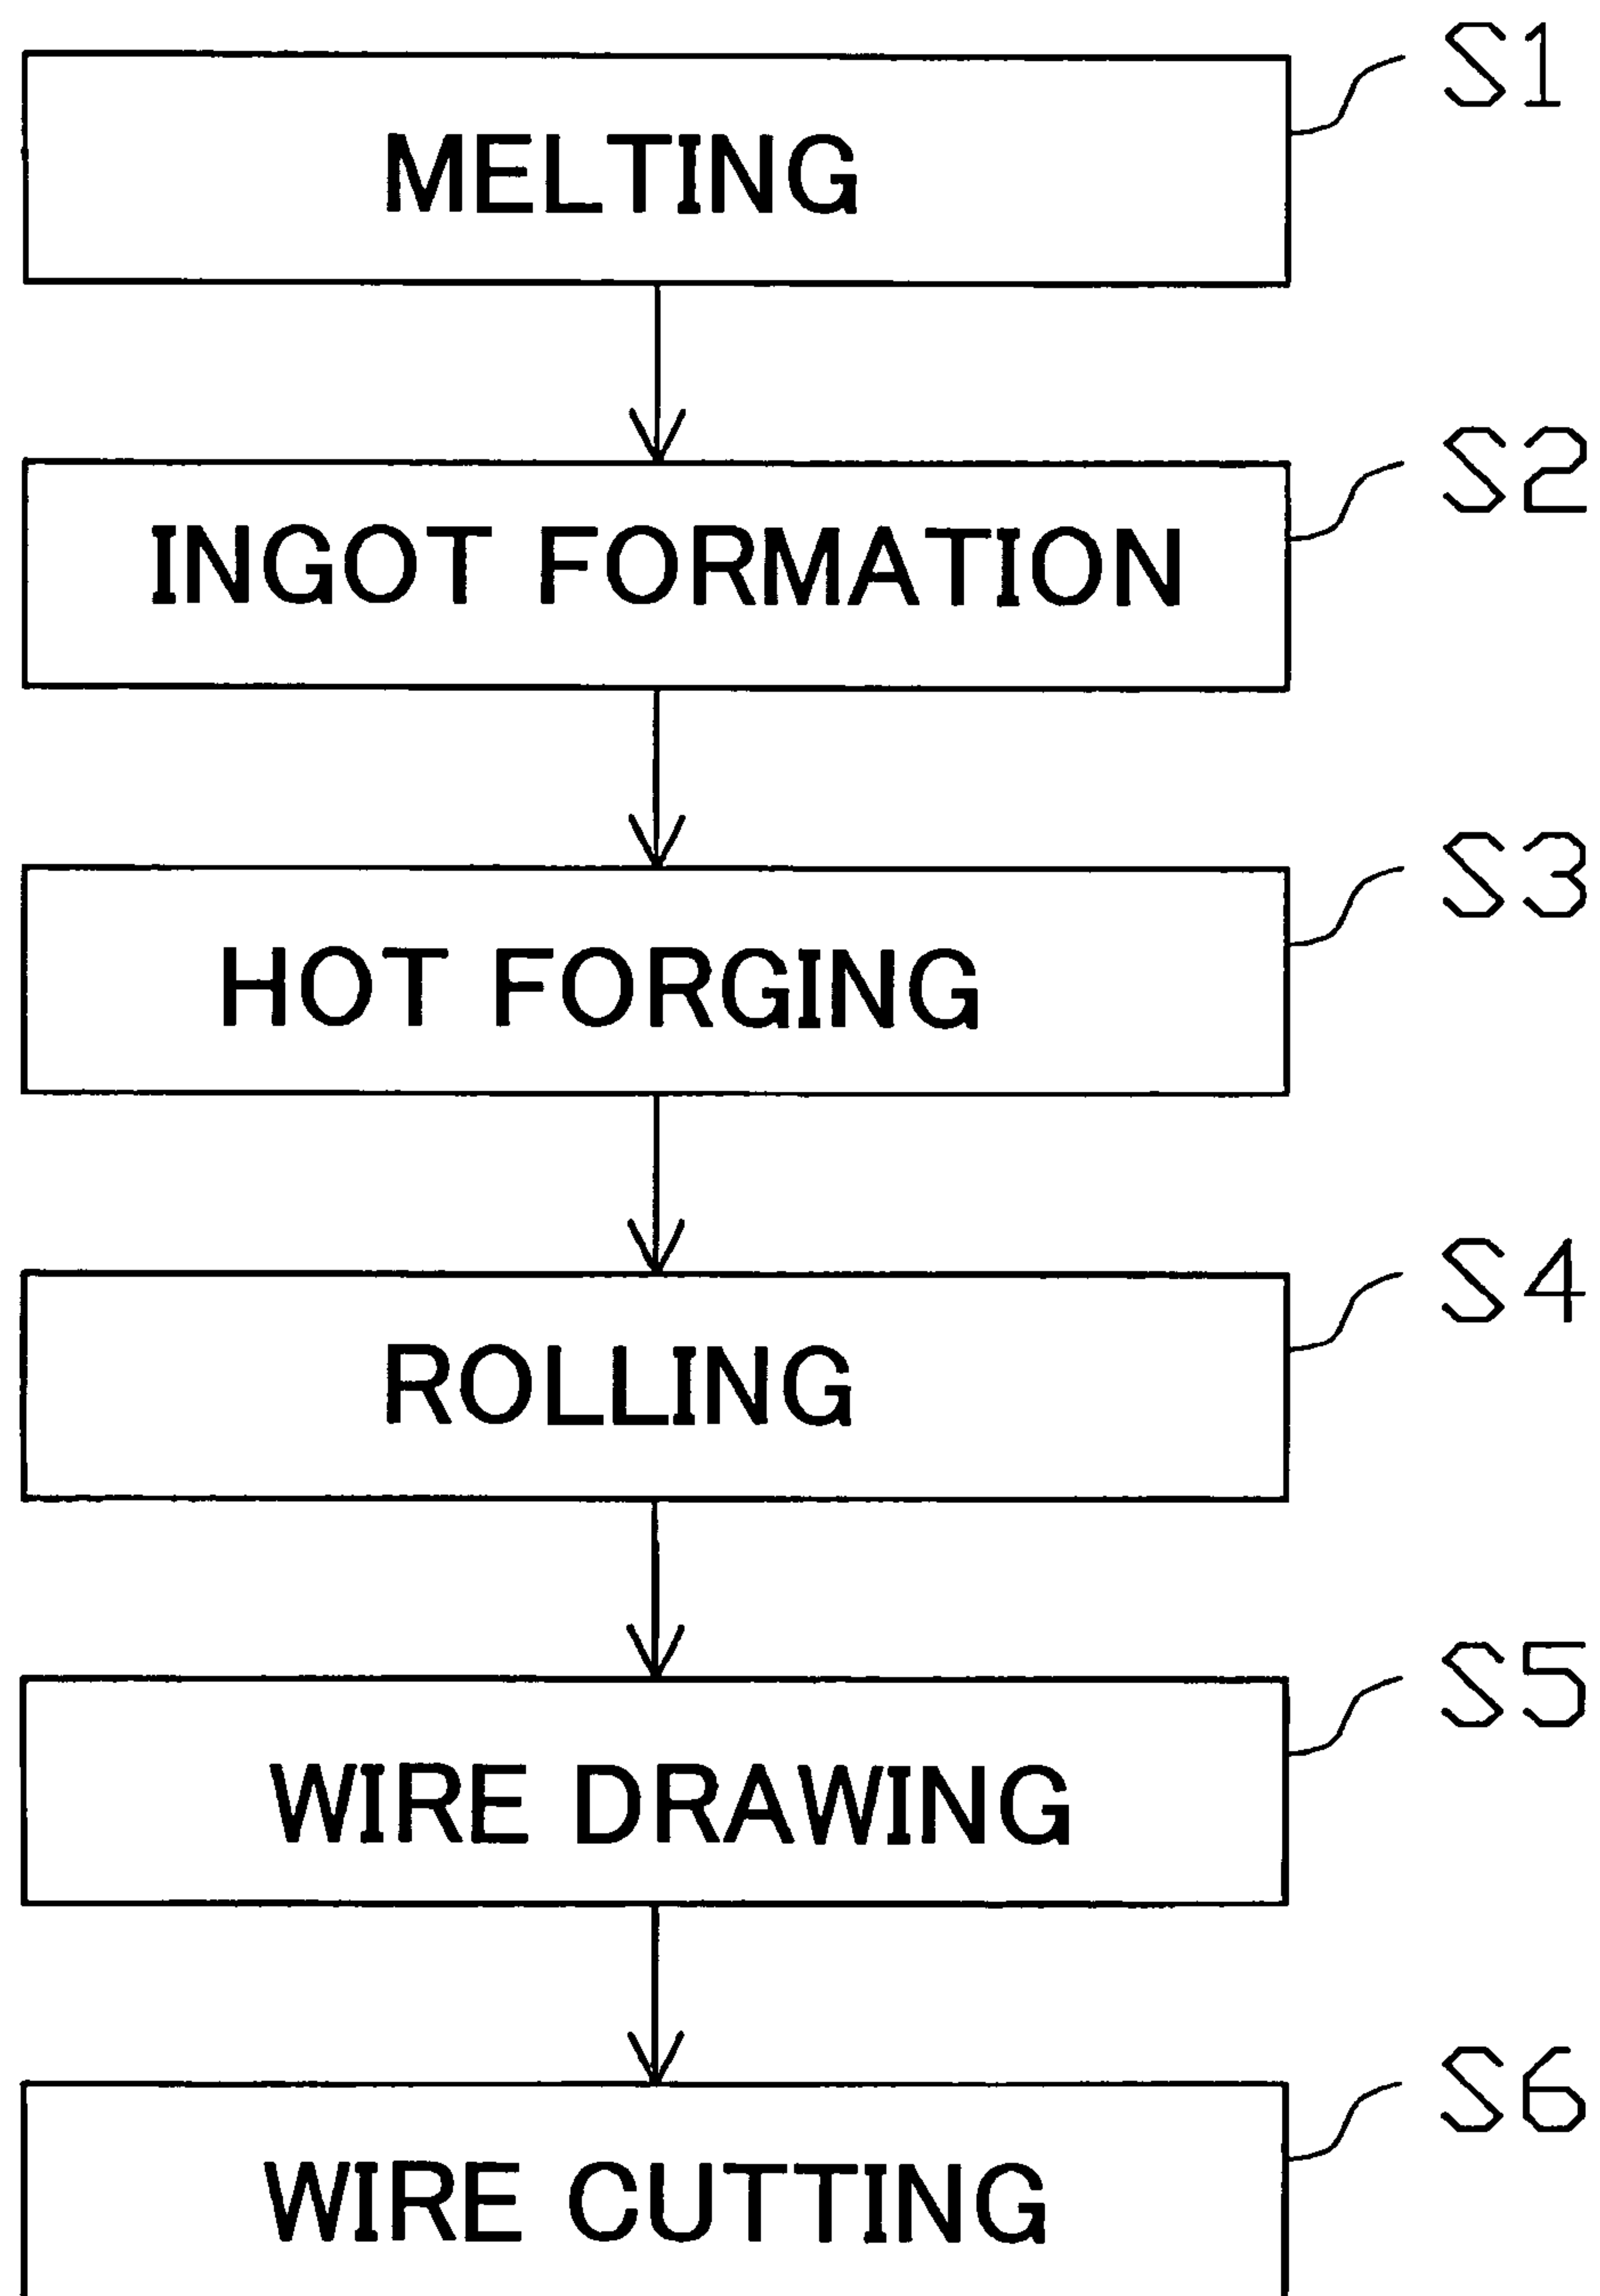 S1
MELTING
S2
INGOT FORMATION
S3
HOT FORGING
S4
ROLLING
S5
WIRE DRAWING
S6
WIRE CUTTING